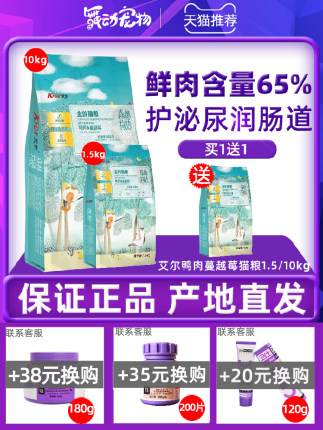 舞动宠物
天猫推荐
10kg
鲜肉含量65%
护泌尿润肠道
买1送1
1.5kg
全价猫粮
送
艾尔鸭肉蔓越莓猫粮1.5/10kg
保证正品 产地直发
联系客服
联系客服
联系客服
+38元换购
+35元换购
+20元换购
180g
200片
120g